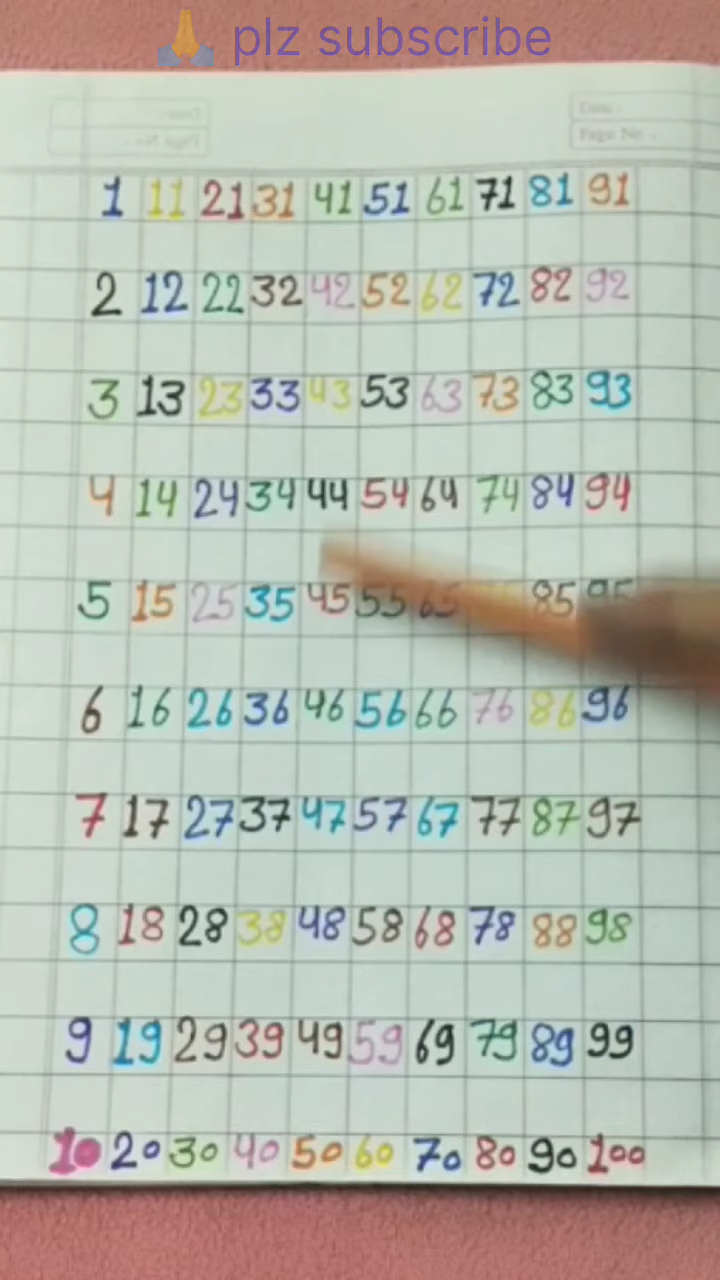 🙏 plz subscribe
1 11 21 31 41 51 61 71 81 91
2 12 22 32 42 52 62 72 82 92
3 13 23 33 43 53 63 73 83 93
4 14 24 34 44 54 64 74 84 94
5 15 25 35 45 55 65 85 95
6 16 26 36 46 56 66 76 86 96
7 17 27 37 47 57 67 77 87 97
8 18 28 38 48 58 68 78 88 98
9 19 29 39 49 59 69 79 89 99
10 20 30 40 50 60 70 80 90 100